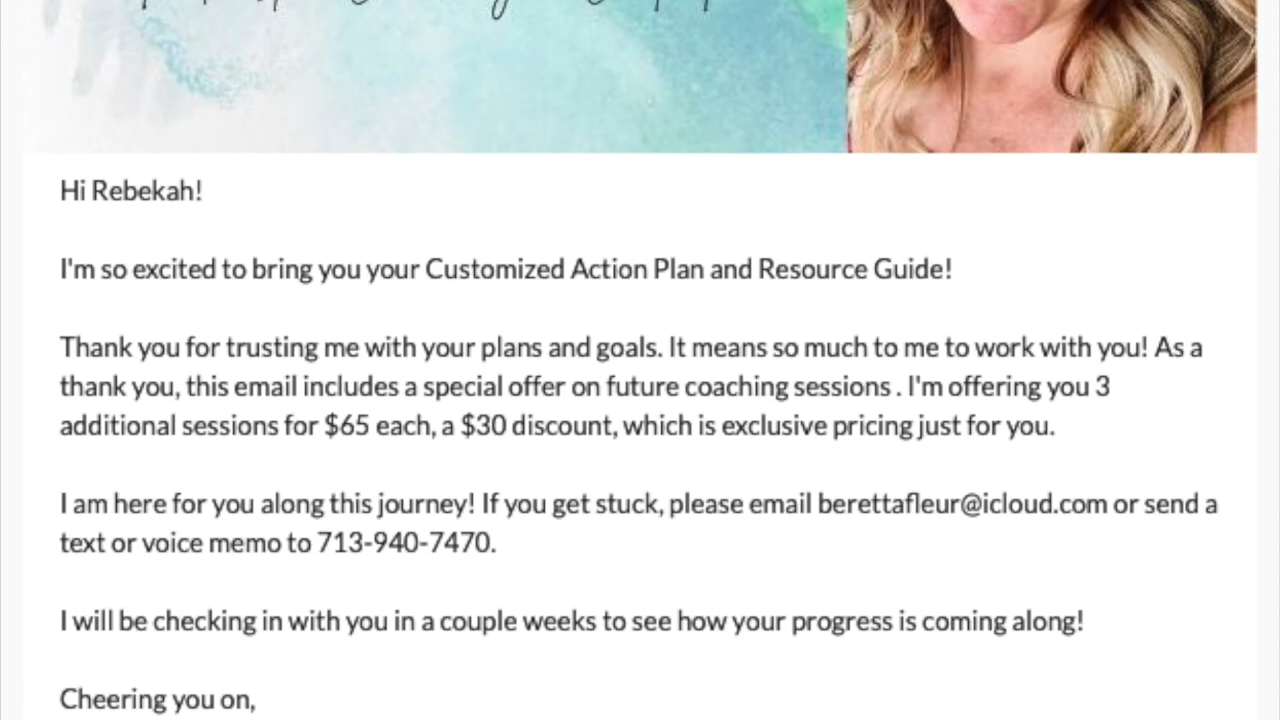 Hi Rebekah!
I'm so excited to bring you your Customized Action Plan and Resource Guide!
Thank you for trusting me with your plans and goals. It means so much to me to work with you! As a
thank you, this email includes a special offer on future coaching sessions . I'm offering you 3
additional sessions for $65 each, a $30 discount, which is exclusive pricing just for you.
I am here for you along this journey! If you get stuck, please email berettafleur@icloud.com or send a
text or voice memo to 713-940-7470.
I will be checking in with you in a couple weeks to see how your progress is coming along!
Cheering you on,